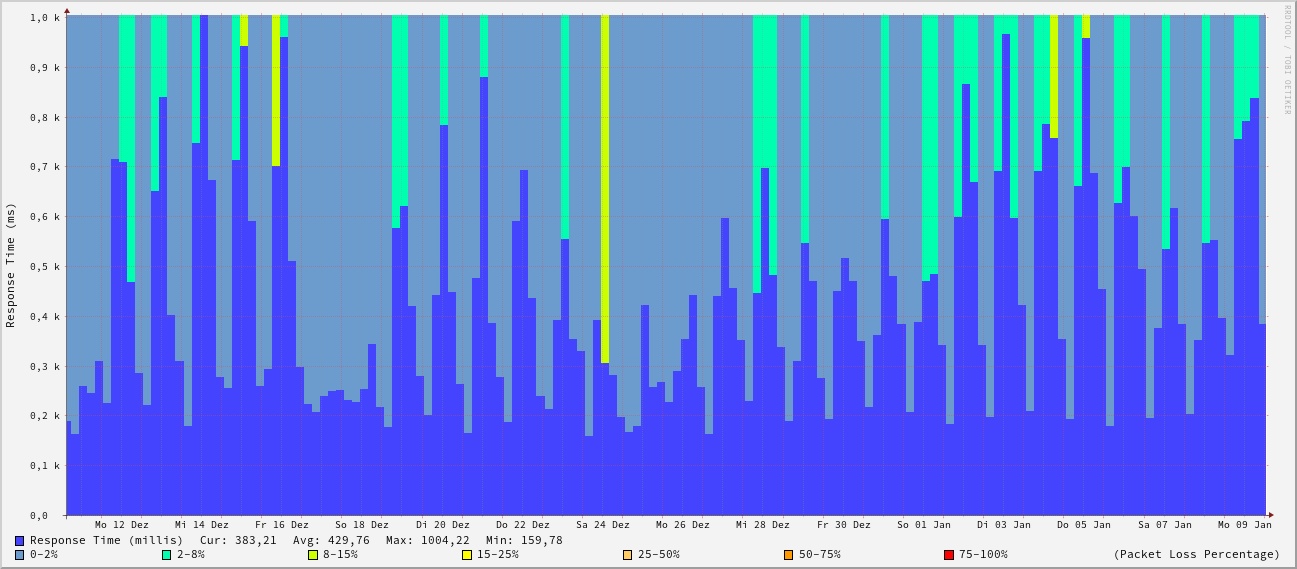 RRDTOOL / TOBI OETIKER
Response Time (ms)
1,0 k
0,9 k
0,8 k
0,7 k
0,6 k
0,5 k
0,4 k
0,3 k
0,2 k
0,1 k
0,0
Mo 12 Dez Mi 14 Dez Fr 16 Dez So 18 Dez Di 20 Dez Do 22 Dez Sa 24 Dez Mo 26 Dez Mi 28 Dez Fr 30 Dez So 01 Jan Di 03 Jan Do 05 Jan Sa 07 Jan Mo 09 Jan
Response Time (millis) Cur: 383,21 Avg: 429,76 Max: 1004,22 Min: 159,78
0-2% 2-8% 8-15% 15-25% 25-50% 50-75% 75-100% (Packet Loss Percentage)